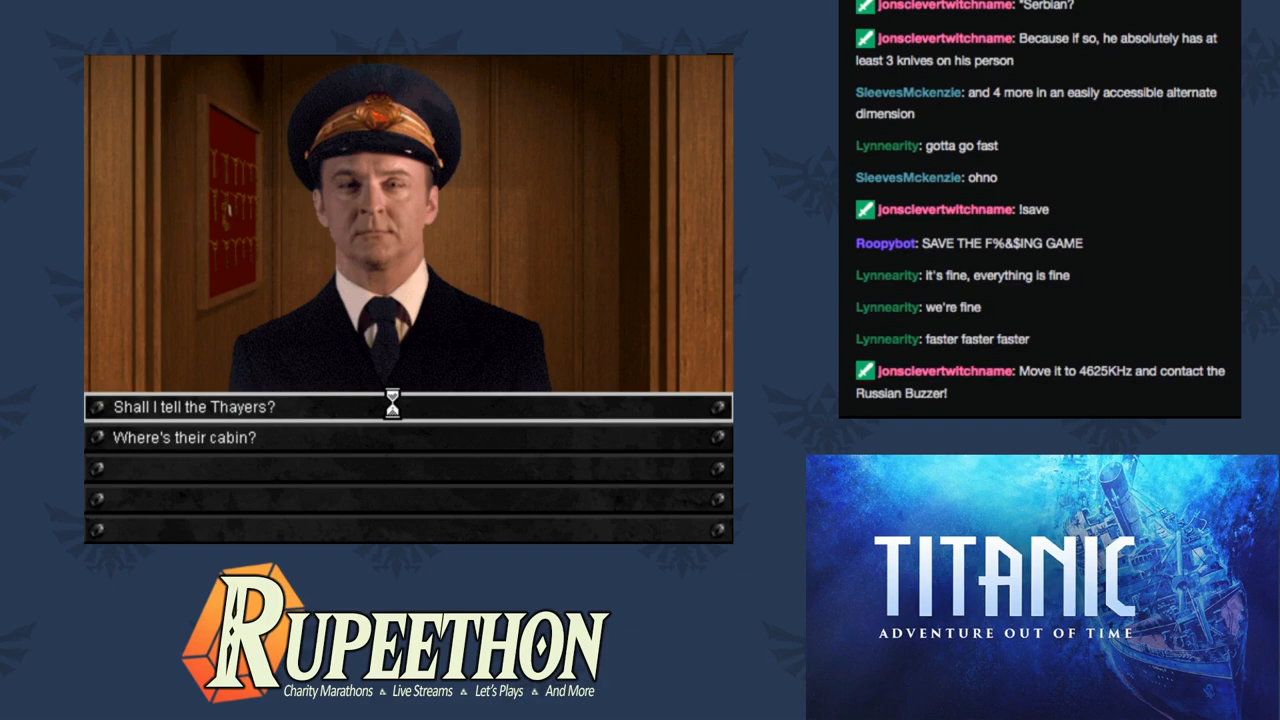 jonsclevertwitchname: "Serbian?
jonsclevertwitchname: Because if so, he absolutely has at
least 3 knives on his person
SleevesMckenzie: and 4 more in an easily accessible alternate
dimension
Lynnearity: gotta go fast
SleevesMckenzie: ohno
jonsclevertwitchname: !save
Roopybot: SAVE THE F%&$ING GAME
Lynnearity: it's fine, everything is fine
Lynnearity: we're fine
Lynnearity: faster faster faster
jonsclevertwitchname: Move it to 4625KHz and contact the
Russian Buzzer!
Shall I tell the Thayers?
Where's their cabin?
RUPEETHON
Charity Marathons Live Streams Let's Plays And More
TITANIC
ADVENTURE OUT OF TIME